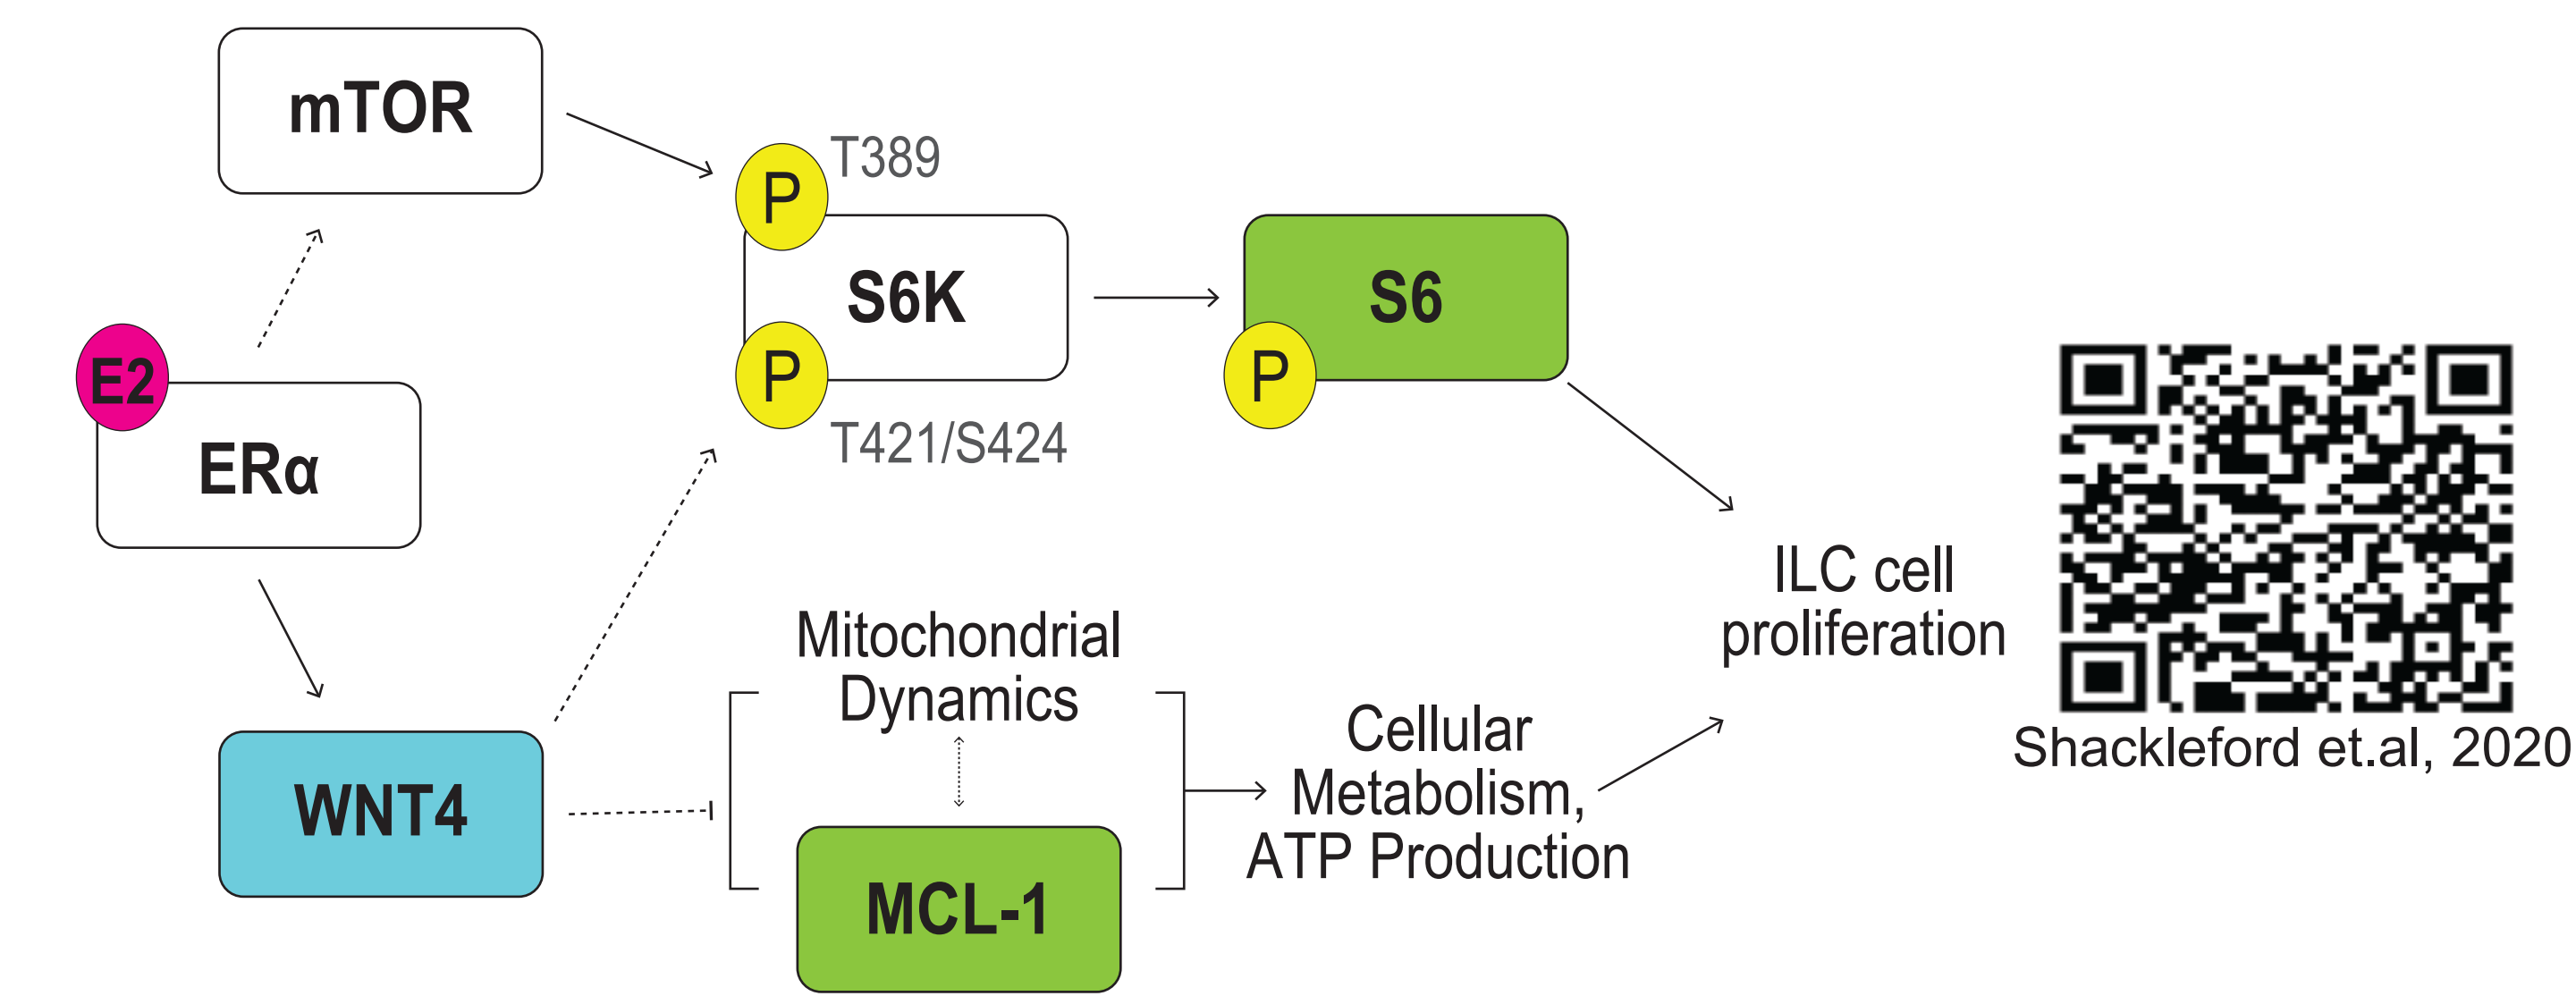 mTOR
P
T389
S6K
P
T421/S424
S6
P
E2
ERα
WNT4
Mitochondrial
Dynamics
MCL-1
Cellular
Metabolism,
ATP Production
ILC cell
proliferation
Shackleford et.al, 2020